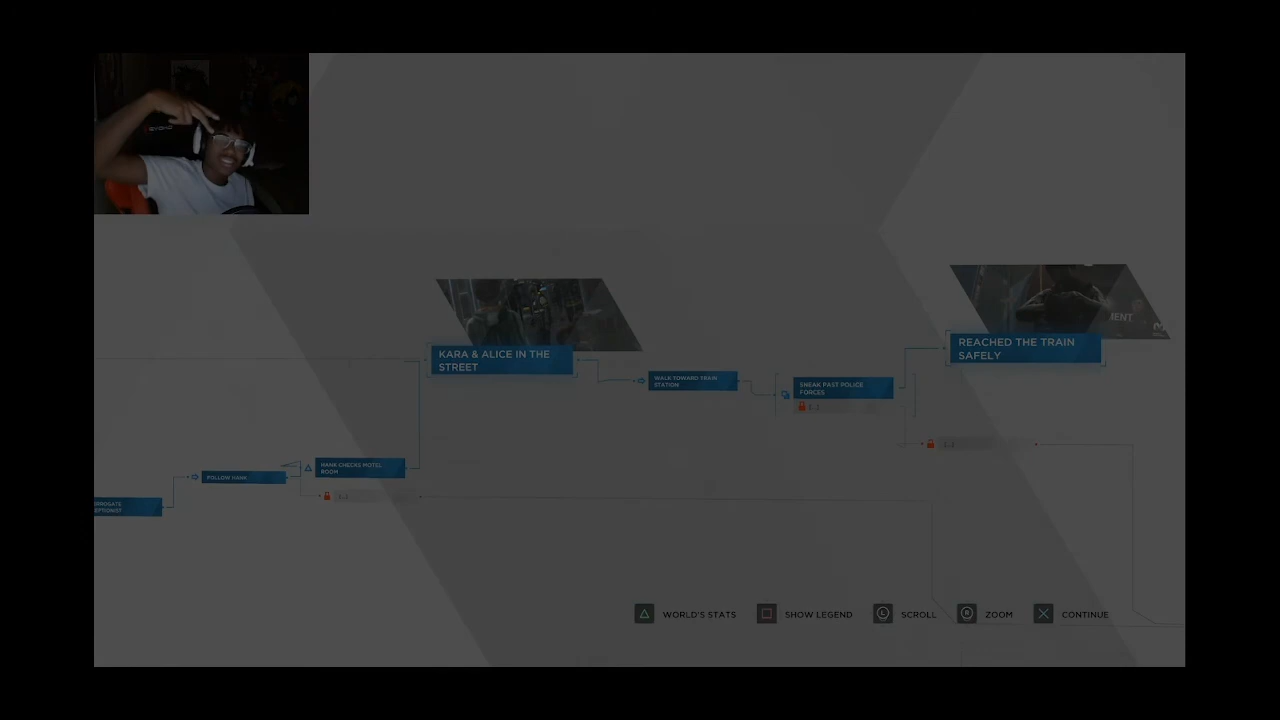 MENT
KARA & ALICE IN THE
STREET
REACHED THE TRAIN
SAFELY
WALK TOWARD TRAIN
STATION
SNEAK PAST POLICE
FORCES
HANK CHECKS MOTEL
ROOM
FOLLOW HANK
WORLD'S STATS
SHOW LEGEND
L
SCROLL
R
ZOOM
CONTINUE